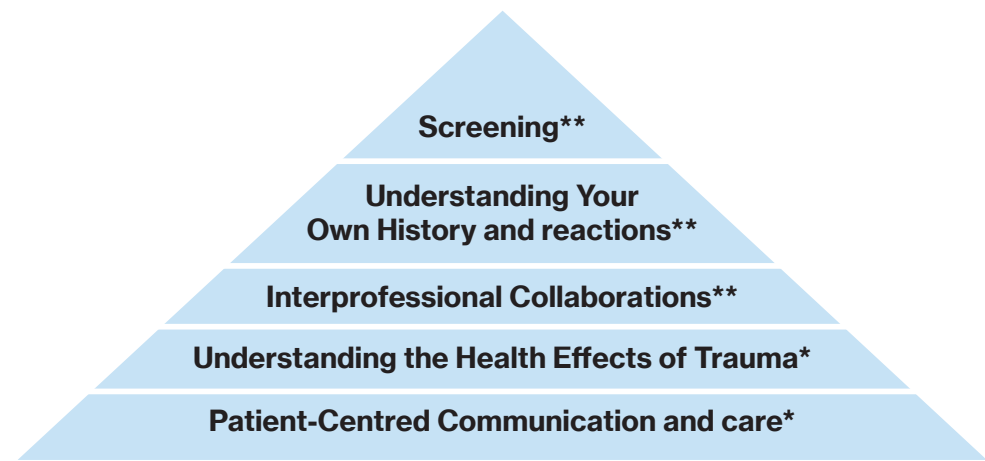 Screening**
Understanding Your
Own History and reactions**
Interprofessional Collaborations**
Understanding the Health Effects of Trauma*
Patient-Centred Communication and care*